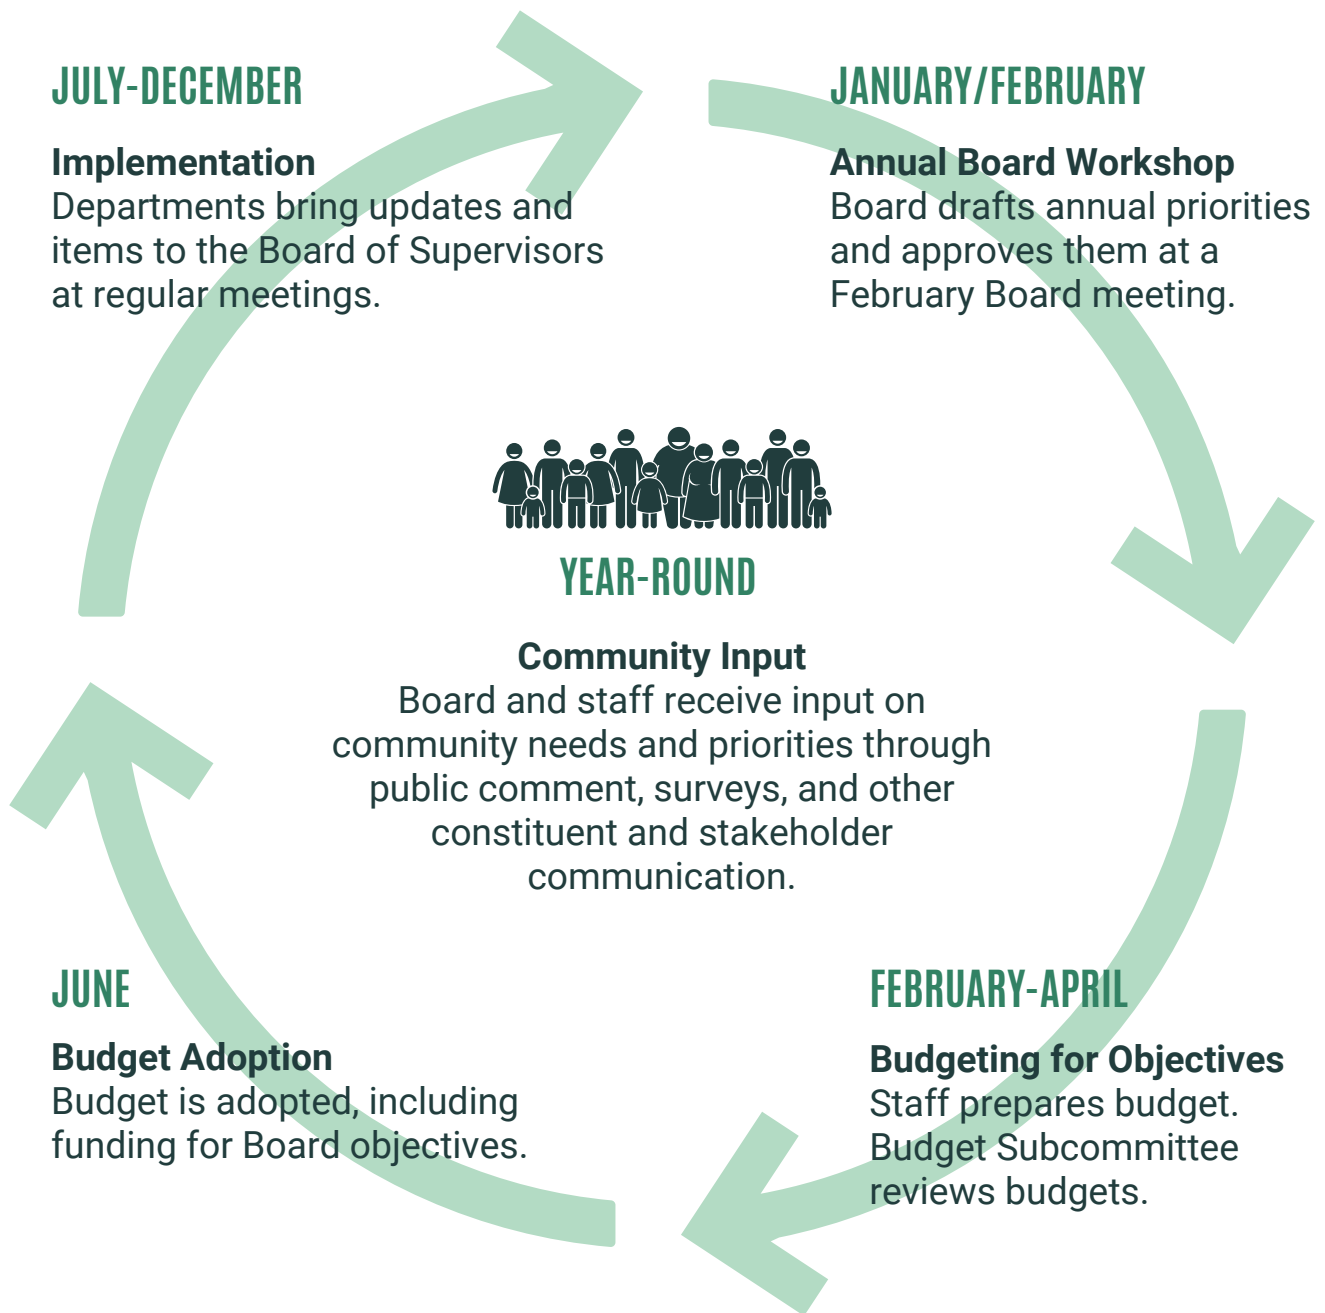 JULY-DECEMBER
Implementation
Departments bring updates and
items to the Board of Supervisors
at regular meetings.
JANUARY/FEBRUARY
Annual Board Workshop
Board drafts annual priorities
and approves them at a
February Board meeting.
YEAR-ROUND
Community Input
Board and staff receive input on
community needs and priorities through
public comment, surveys, and other
constituent and stakeholder
communication.
JUNE
Budget Adoption
Budget is adopted, including
funding for Board objectives.
FEBRUARY-APRIL
Budgeting for Objectives
Staff prepares budget.
Budget Subcommittee
reviews budgets.